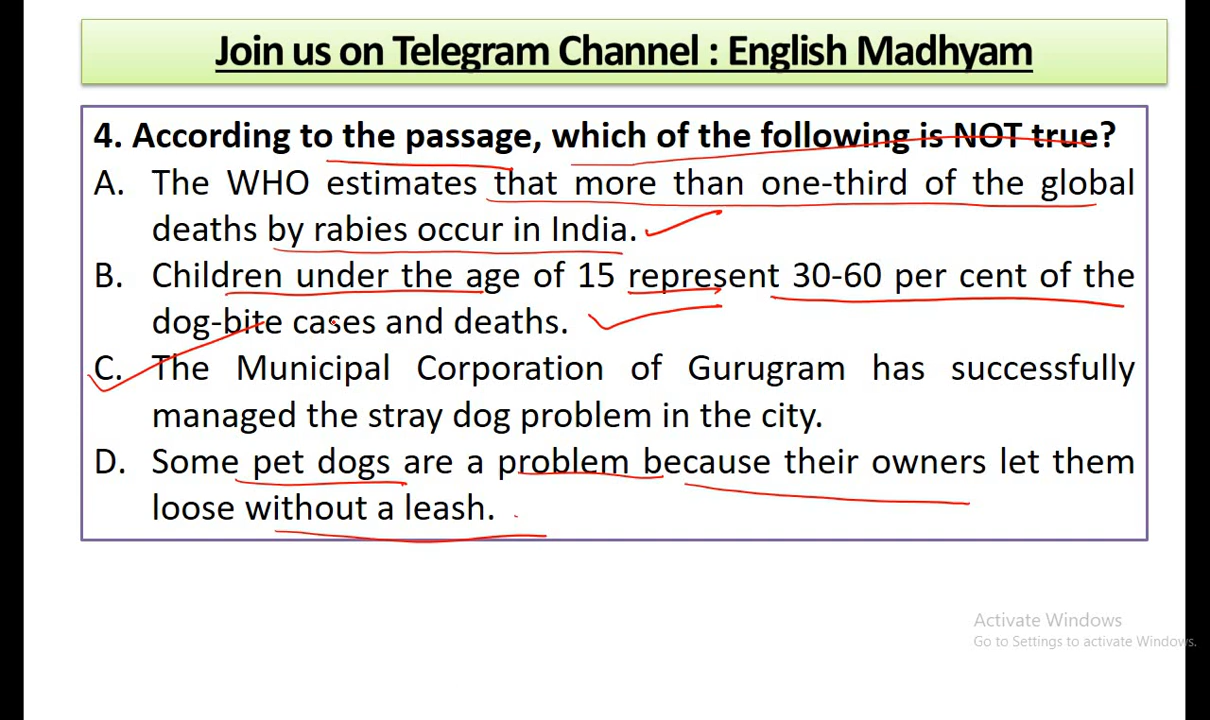 Join us on Telegram Channel : English Madhyam
4. According to the passage, which of the following is NOT true?
A. The WHO estimates that more than one-third of the global
deaths by rabies occur in India.
B. Children under the age of 15 represent 30-60 per cent of the
dog-bite cases and deaths.
C. The Municipal Corporation of Gurugram has successfully
managed the stray dog problem in the city.
D. Some pet dogs are a problem because their owners let them
loose without a leash.
Activate Windows
Go to Settings to activate Windows.